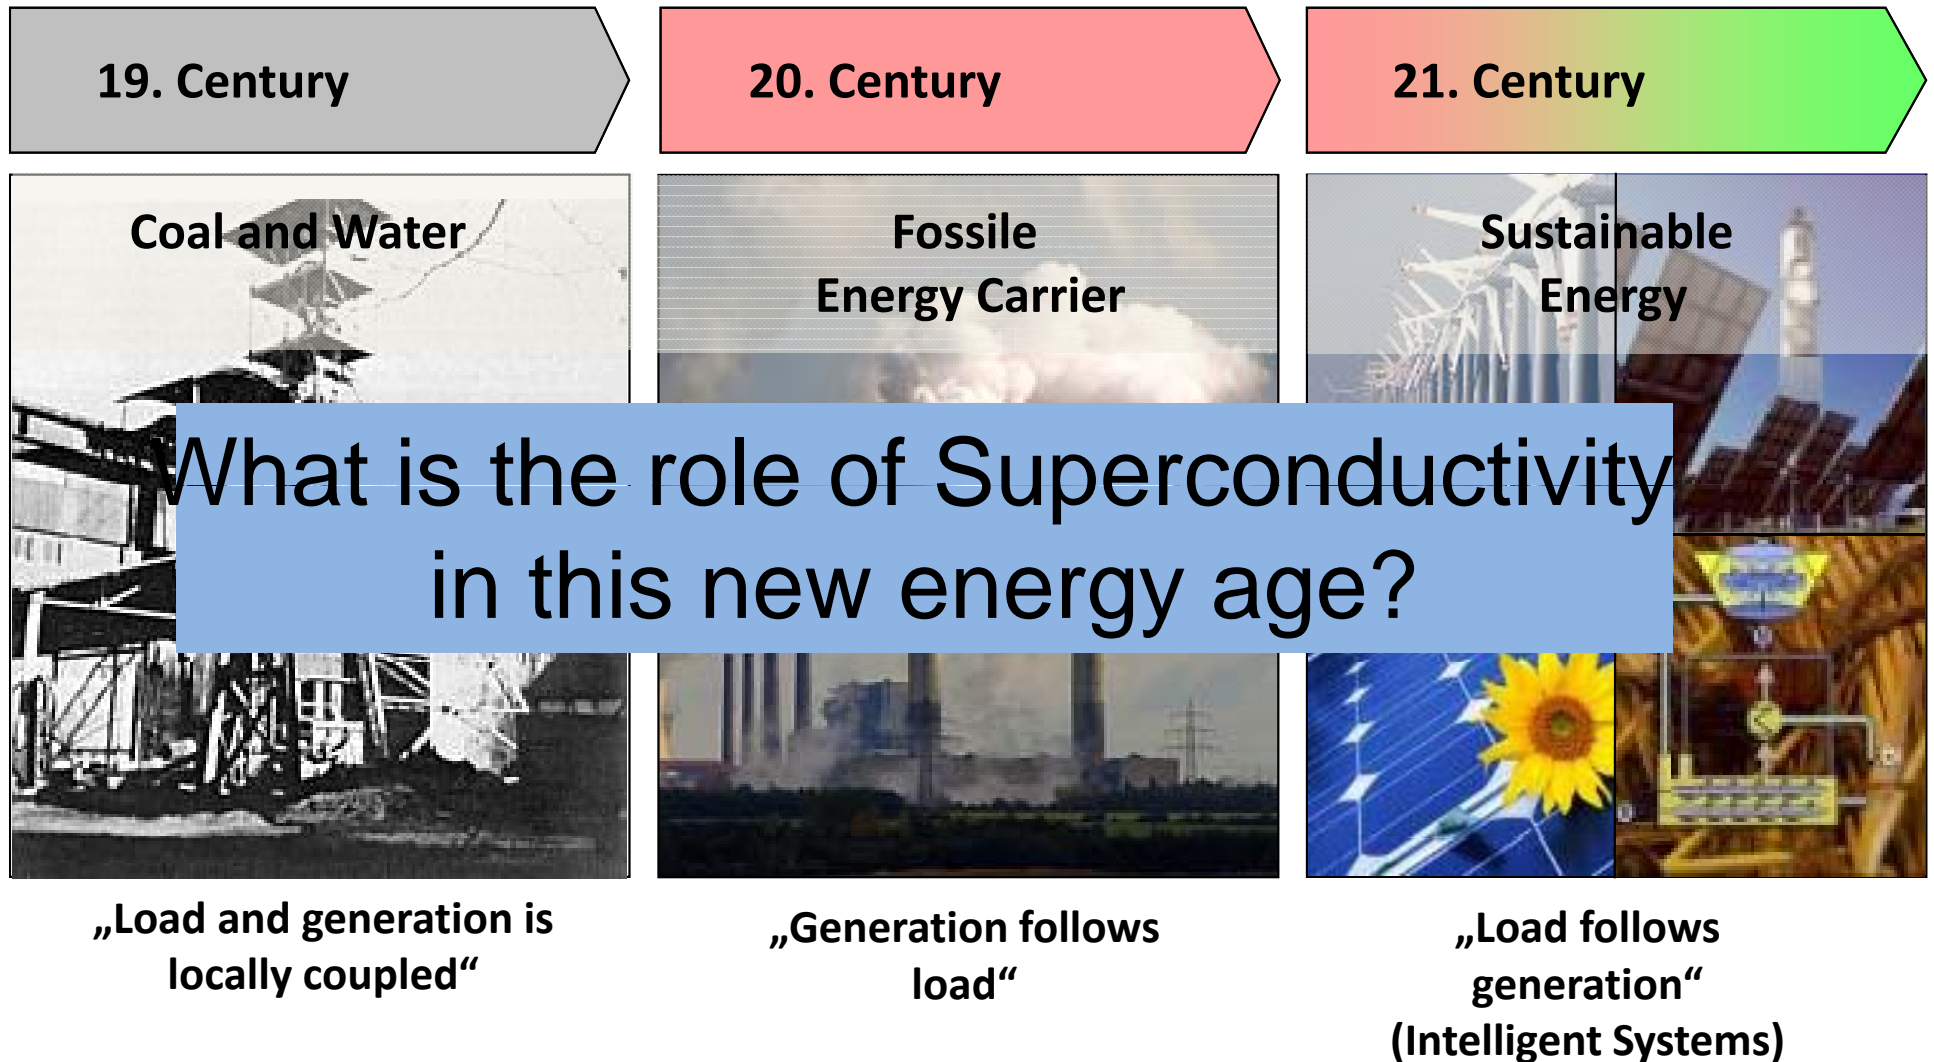 19. Century
20. Century
21. Century
Coal and Water
Fossile
Energy Carrier
Sustainable
Energy
What is the role of Superconductivity
in this new energy age?
„Load and generation is
locally coupled“
„Generation follows
load“
„Load follows
generation“
(Intelligent Systems)